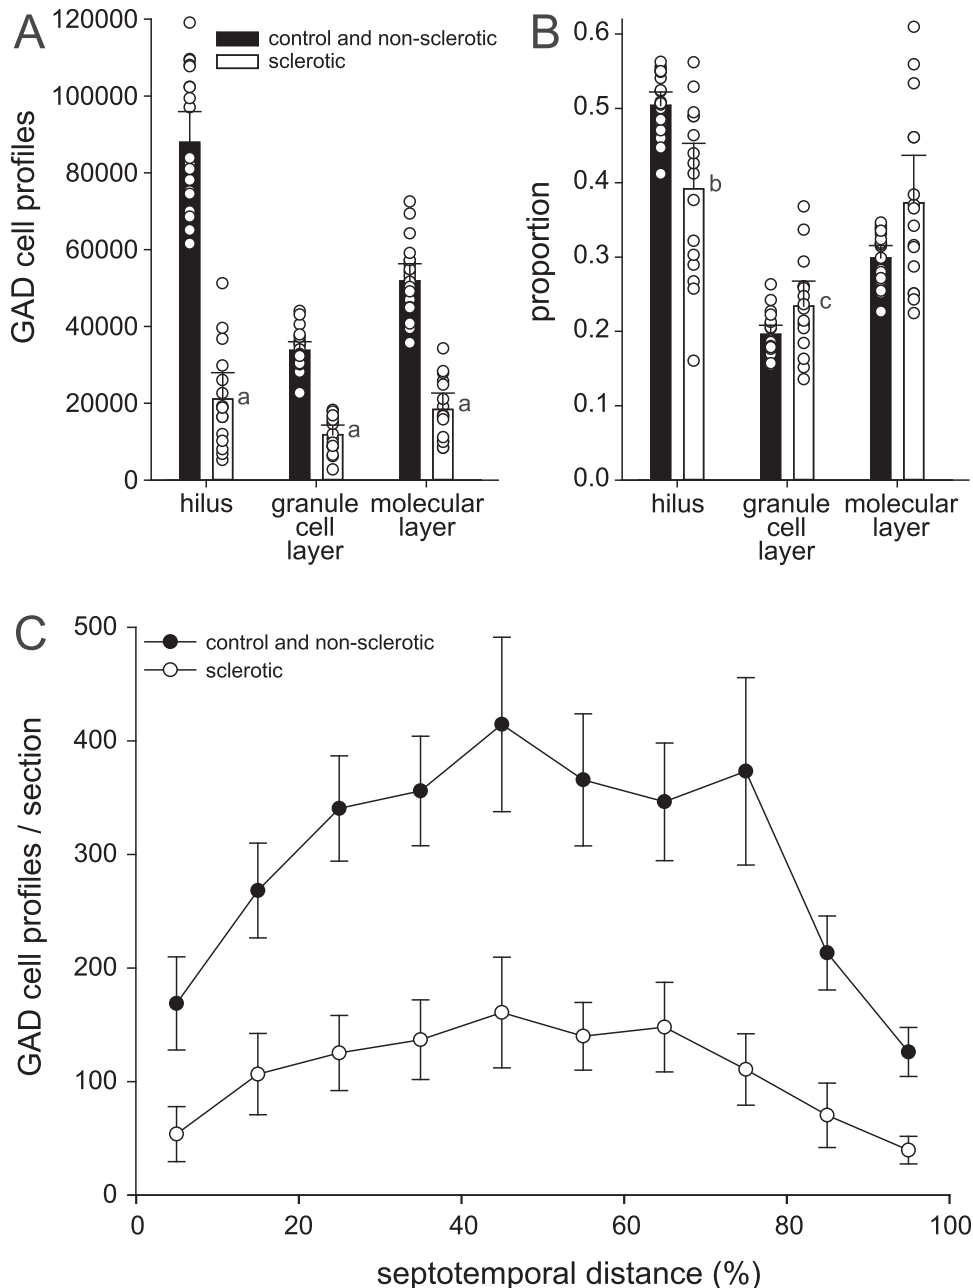 A
GAD cell profiles
120000
100000
80000
60000
40000
20000
0
control and non-sclerotic
sclerotic
a
a
a
hilus
granule
cell
layer
molecular
layer
B
proportion
0.6
0.5
0.4
0.3
0.2
0.1
0.0
b
c
hilus
granule
cell
layer
molecular
layer
C
GAD cell profiles / section
500
400
300
200
100
0
control and non-sclerotic
sclerotic
0 20 40 60 80 100
septotemporal distance (%)